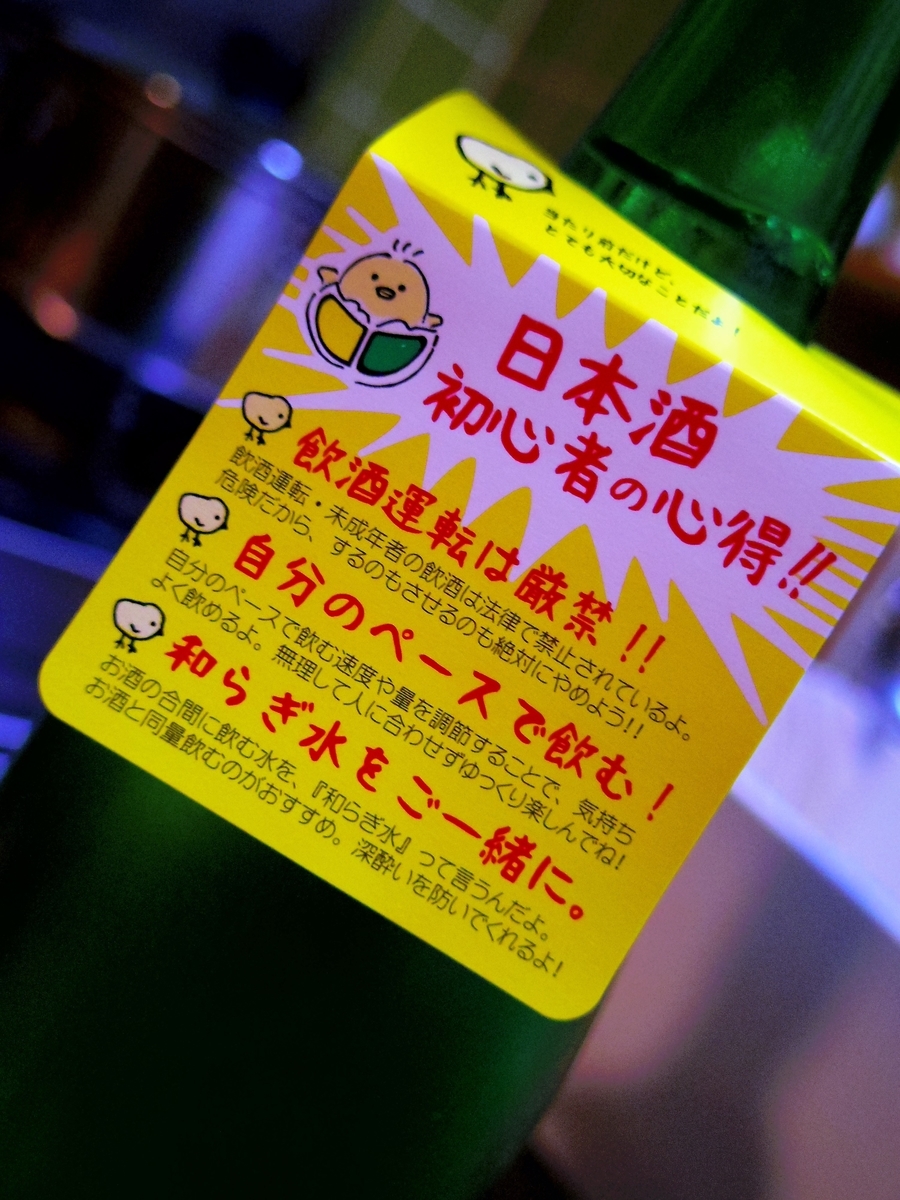 当たり前だけど、
とても大切なことだよ!
日本酒
初心者の心得!!
飲酒運転は厳禁!!
飲酒運転・未成年者の飲酒は法律で禁止されているよ。
危険だから、するのもさせるのも絶対にやめよう!!
自分のペースで飲む!
自分のペースで飲む速度や量を調節することで、気持ち
よく飲めるよ。無理して人に合わせずゆっくり楽しんでね!
和らぎ水をご一緒に。
お酒の合間に飲む水を、『和らぎ水』って言うんだよ。
お酒と同量飲むのがおすすめ。深酔いを防いでくれるよ!